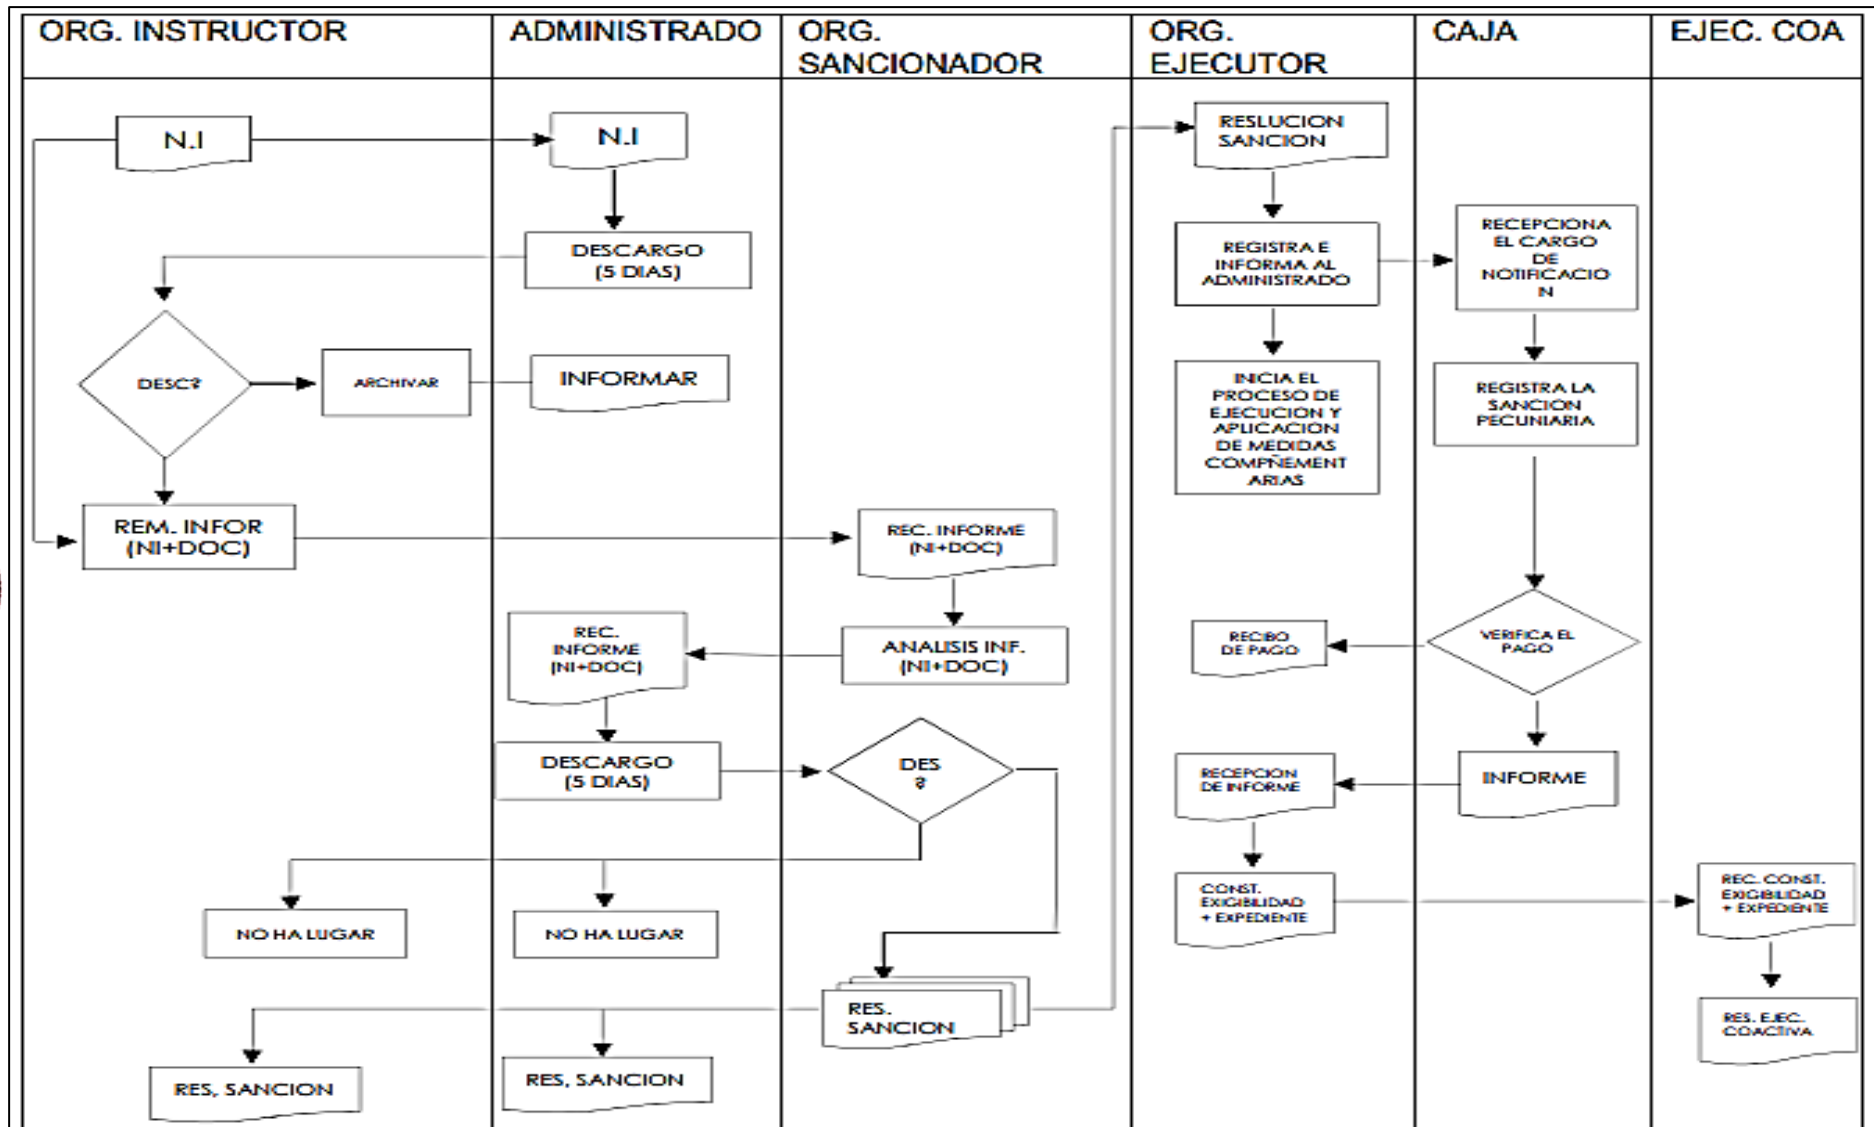 ORG. INSTRUCTOR
ADMINISTRADO
ORG.
SANCIONADOR
ORG.
EJECUTOR
CAJA
EJEC. COA
N.I
N.I
DESCARGO
(5 DIAS)
DESC?
ARCHIVAR
INFORMAR
REM. INFOR
(NI+DOC)
REC. INFORME
(NI+DOC)
ANALISIS INF.
(NI+DOC)
REC.
INFORME
(NI+DOC)
DESCARGO
(5 DIAS)
DES
?
NO HA LUGAR
NO HA LUGAR
RES.
SANCION
RES, SANCION
RES, SANCION
RESLUCION
SANCION
REGISTRA E
INFORMA AL
ADMINISTRADO
INICIA EL
PROCESO DE
EJECUCION Y
APLICACION
DE MEDIDAS
COMPÑEMENT
ARIAS
RECEPCIONA
EL CARGO
DE
NOTIFICACIO
N
REGISTRA LA
SANCION
PECUNIARIA
VERIFICA EL
PAGO
RECIBO
DE PAGO
INFORME
RECEPCION
DE INFORME
CONST.
EXIGIBILIDAD
+ EXPEDIENTE
REC. CONST.
EXIGIBILIDAD
+ EXPEDIENTE
RES. EJEC.
COACTIVA